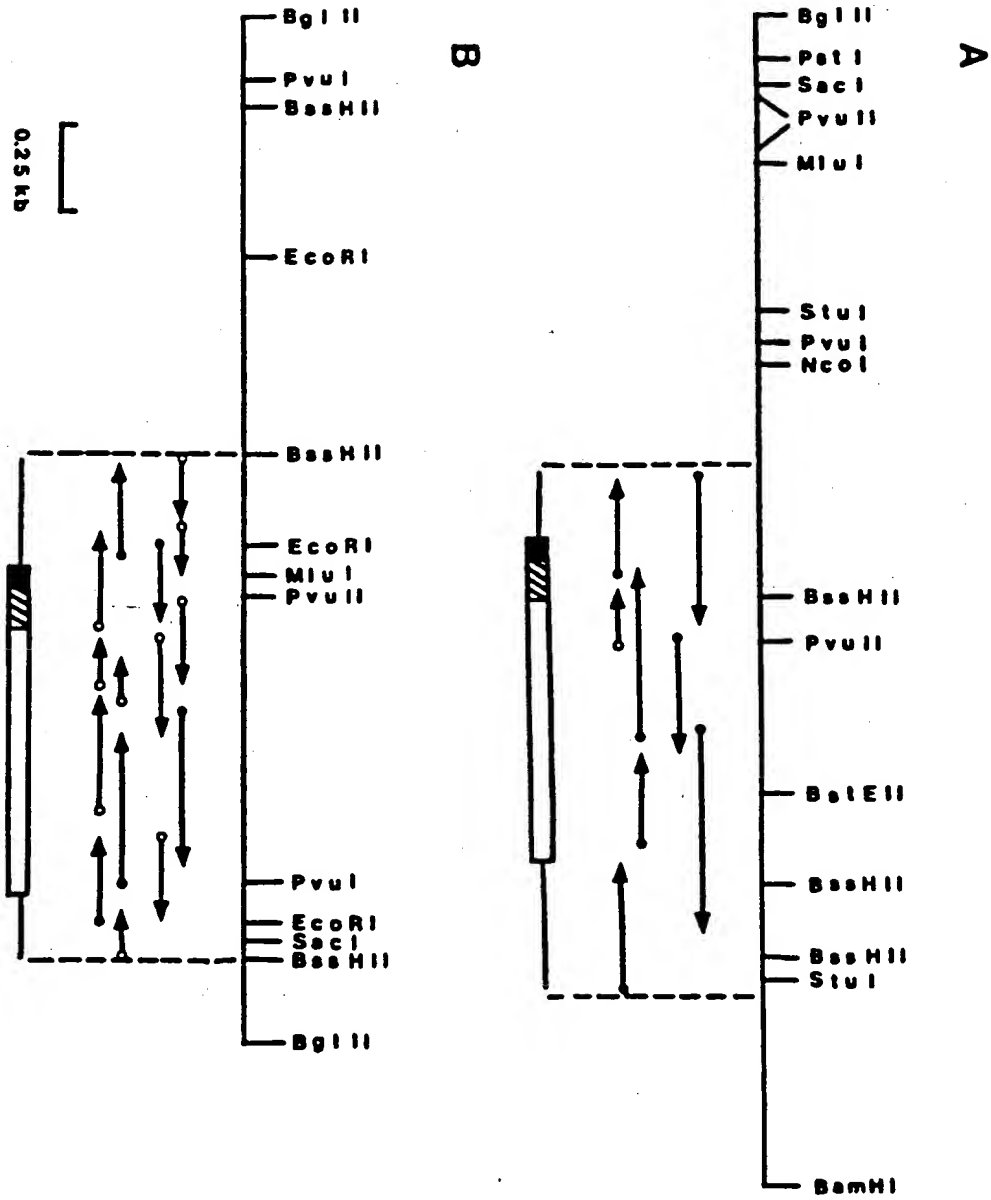 A
Bgl II
Pst I
Sac I
Pvu II
Mlu I
Stu I
Pvu I
Nco I
BssH II
Pvu II
BstE II
BssH II
BssH II
Stu I
BamH I
B
Bgl II
Pvu I
BssH II
EcoR I
BssH II
EcoR I
Mlu I
Pvu II
Pvu I
EcoR I
Sac I
BssH II
Bgl II
0.25 kb